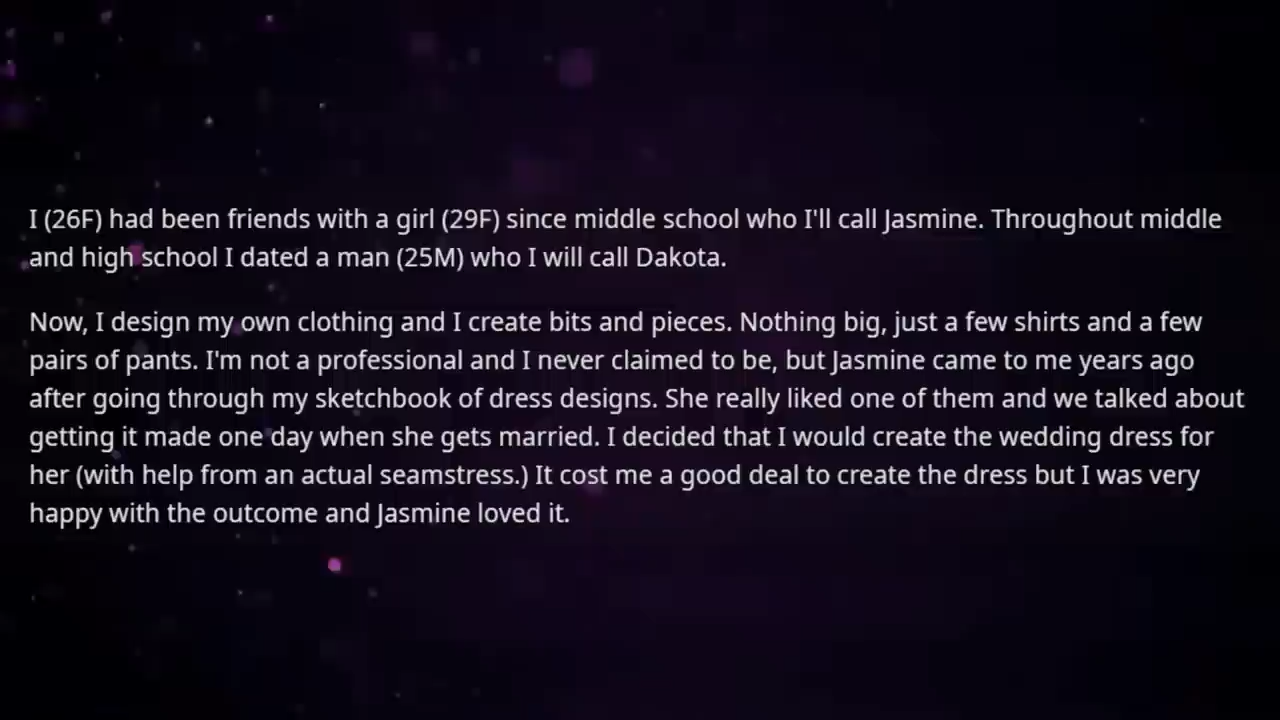 I (26F) had been friends with a girl (29F) since middle school who I'll call Jasmine. Throughout middle
and high school I dated a man (25M) who I will call Dakota.
Now, I design my own clothing and I create bits and pieces. Nothing big, just a few shirts and a few
pairs of pants. I'm not a professional and I never claimed to be, but Jasmine came to me years ago
after going through my sketchbook of dress designs. She really liked one of them and we talked about
getting it made one day when she gets married. I decided that I would create the wedding dress for
her (with help from an actual seamstress.) It cost me a good deal to create the dress but I was very
happy with the outcome and Jasmine loved it.